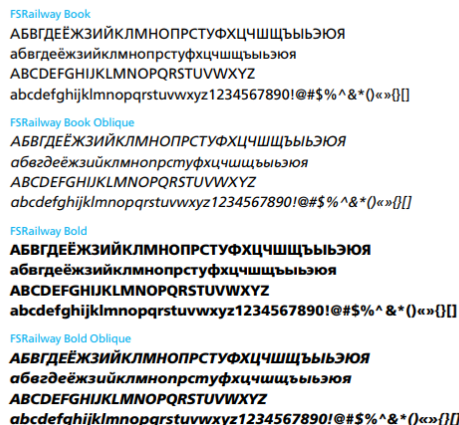 FSRailway Book
АБВГДЕЁЖЗИЙКЛМНОПРСТУФХЦЧШЩЪЫЬЭЮЯ
абвгдеёжзийклмнопрстуфхцчшщъыьэюя
ABCDEFGHIJKLMNOPQRSTUVWXYZ
abcdefghijklmnopqrstuvwxyz1234567890!@#$%^&*()«»{}[]
FSRailway Book Oblique
АБВГДЕЁЖЗИЙКЛМНОПРСТУФХЦЧШЩЪЫЬЭЮЯ
абвгдеёжзийклмнопрстуфхцчшщъыьэюя
ABCDEFGHIJKLMNOPQRSTUVWXYZ
abcdefghijklmnopqrstuvwxyz1234567890!@#$%^&*()«»{}[]
FSRailway Bold
АБВГДЕЁЖЗИЙКЛМНОПРСТУФХЦЧШЩЪЫЬЭЮЯ
абвгдеёжзийклмнопрстуфхцчшщъыьэюя
ABCDEFGHIJKLMNOPQRSTUVWXYZ
abcdefghijklmnopqrstuvwxyz1234567890!@#$%^&*()«»{}[]
FSRailway Bold Oblique
АБВГДЕЁЖЗИЙКЛМНОПРСТУФХЦЧШЩЪЫЬЭЮЯ
абвгдеёжзийклмнопрстуфхцчшщъыьэюя
ABCDEFGHIJKLMNOPQRSTUVWXYZ
abcdefghijklmnopqrstuvwxyz1234567890!@#$%^&*()«»{}[]